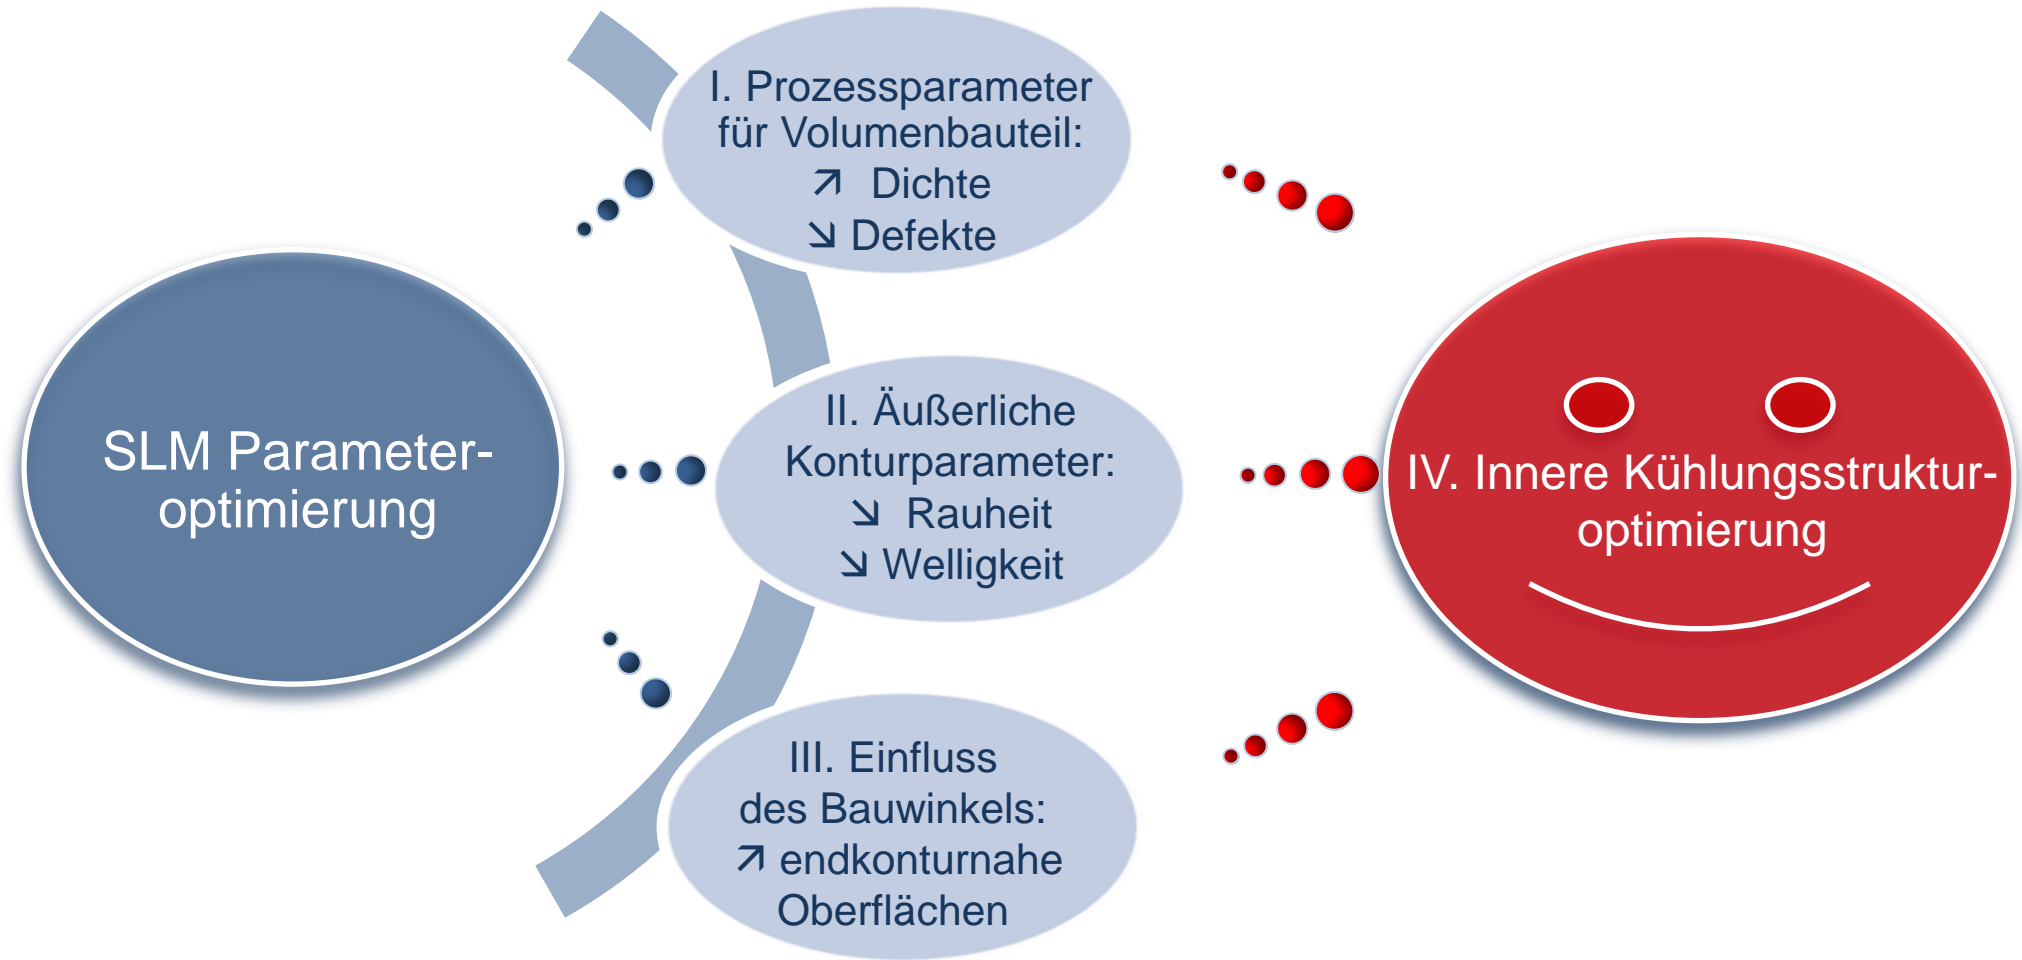 SLM Parameter-
optimierung
I. Prozessparameter
für Volumenbauteil:
↗ Dichte
↘ Defekte
II. Äußerliche
Konturparameter:
↘ Rauheit
↘ Welligkeit
III. Einfluss
des Bauwinkels:
↗ endkonturnahe
Oberflächen
IV. Innere Kühlungsstruktur-
optimierung